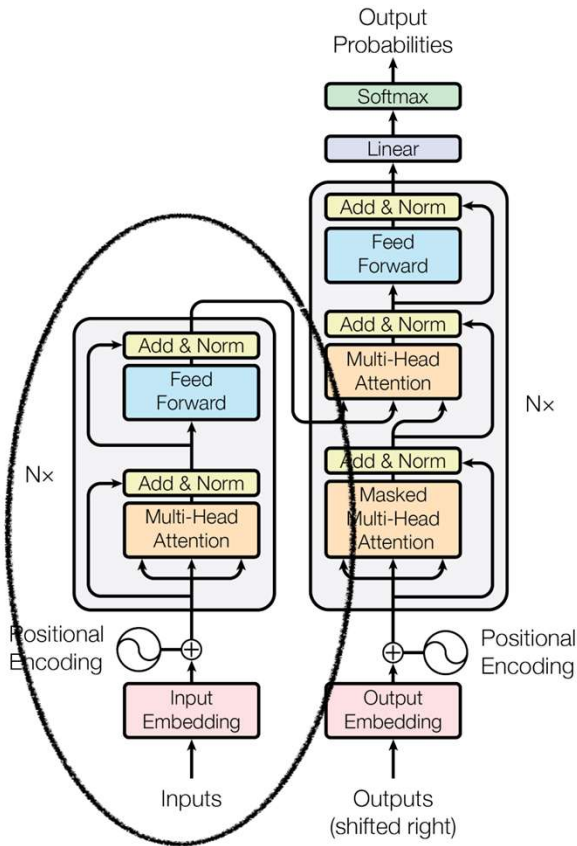 Output
Probabilities
Softmax
Linear
Add & Norm
Feed
Forward
Add & Norm
Multi-Head
Attention
Add & Norm
Masked
Multi-Head
Attention
Nx
Positional
Encoding
Output
Embedding
Outputs
(shifted right)
Add & Norm
Feed
Forward
Add & Norm
Multi-Head
Attention
Nx
Positional
Encoding
Input
Embedding
Inputs